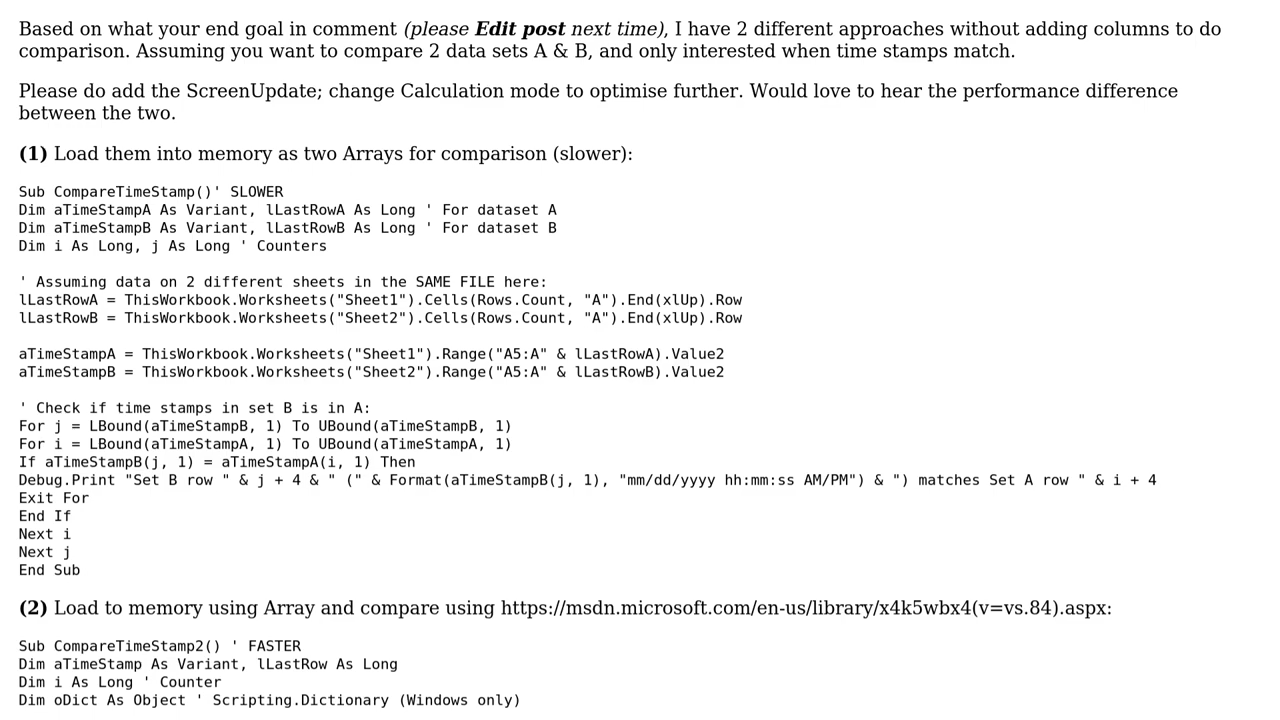 Based on what your end goal in comment (please Edit post next time), I have 2 different approaches without adding columns to do
comparison. Assuming you want to compare 2 data sets A & B, and only interested when time stamps match.
Please do add the ScreenUpdate; change Calculation mode to optimise further. Would love to hear the performance difference
between the two.
(1) Load them into memory as two Arrays for comparison (slower):
Sub CompareTimeStamp()' SLOWER
Dim aTimeStampA As Variant, lLastRowA As Long ' For dataset A
Dim aTimeStampB As Variant, lLastRowB As Long ' For dataset B
Dim i As Long, j As Long ' Counters
' Assuming data on 2 different sheets in the SAME FILE here:
lLastRowA = ThisWorkbook.Worksheets("Sheet1").Cells(Rows.Count, "A").End(xlUp).Row
lLastRowB = ThisWorkbook.Worksheets("Sheet2").Cells(Rows.Count, "A").End(xlUp).Row
aTimeStampA = ThisWorkbook.Worksheets("Sheet1").Range("A5:A" & lLastRowA).Value2
aTimeStampB = ThisWorkbook.Worksheets("Sheet2").Range("A5:A" & lLastRowB).Value2
' Check if time stamps in set B is in A:
For j = LBound(aTimeStampB, 1) To UBound(aTimeStampB, 1)
For i = LBound(aTimeStampA, 1) To UBound(aTimeStampA, 1)
If aTimeStampB(j, 1) = aTimeStampA(i, 1) Then
Debug.Print "Set B row " & j + 4 & " (" & Format(aTimeStampB(j, 1), "mm/dd/yyyy hh:mm:ss AM/PM") & ") matches Set A row " & i + 4
Exit For
End If
Next i
Next j
End Sub
(2) Load to memory using Array and compare using https://msdn.microsoft.com/en-us/library/x4k5wbx4(v=vs.84).aspx:
Sub CompareTimeStamp2() ' FASTER
Dim aTimeStamp As Variant, lLastRow As Long
Dim i As Long ' Counter
Dim oDict As Object ' Scripting.Dictionary (Windows only)